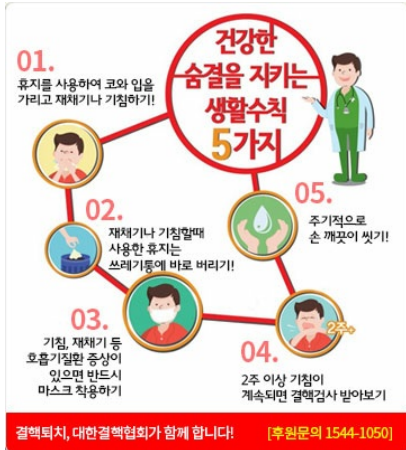 건강한
숨결을 지키는
생활수칙
5가지
01.
휴지를 사용하여 코와 입을
가리고 재채기나 기침하기!
02.
재채기나 기침할때
사용한 휴지는
쓰레기통에 바로 버리기!
03.
기침, 재채기 등
호흡기질환 증상이
있으면 반드시
마스크 착용하기
2주+
04.
2주 이상 기침이
계속되면 결핵검사 받아보기
05.
주기적으로
손 깨끗이 씻기!
결핵퇴치, 대한결핵협회가 함께 합니다! [후원문의 1544-1050]